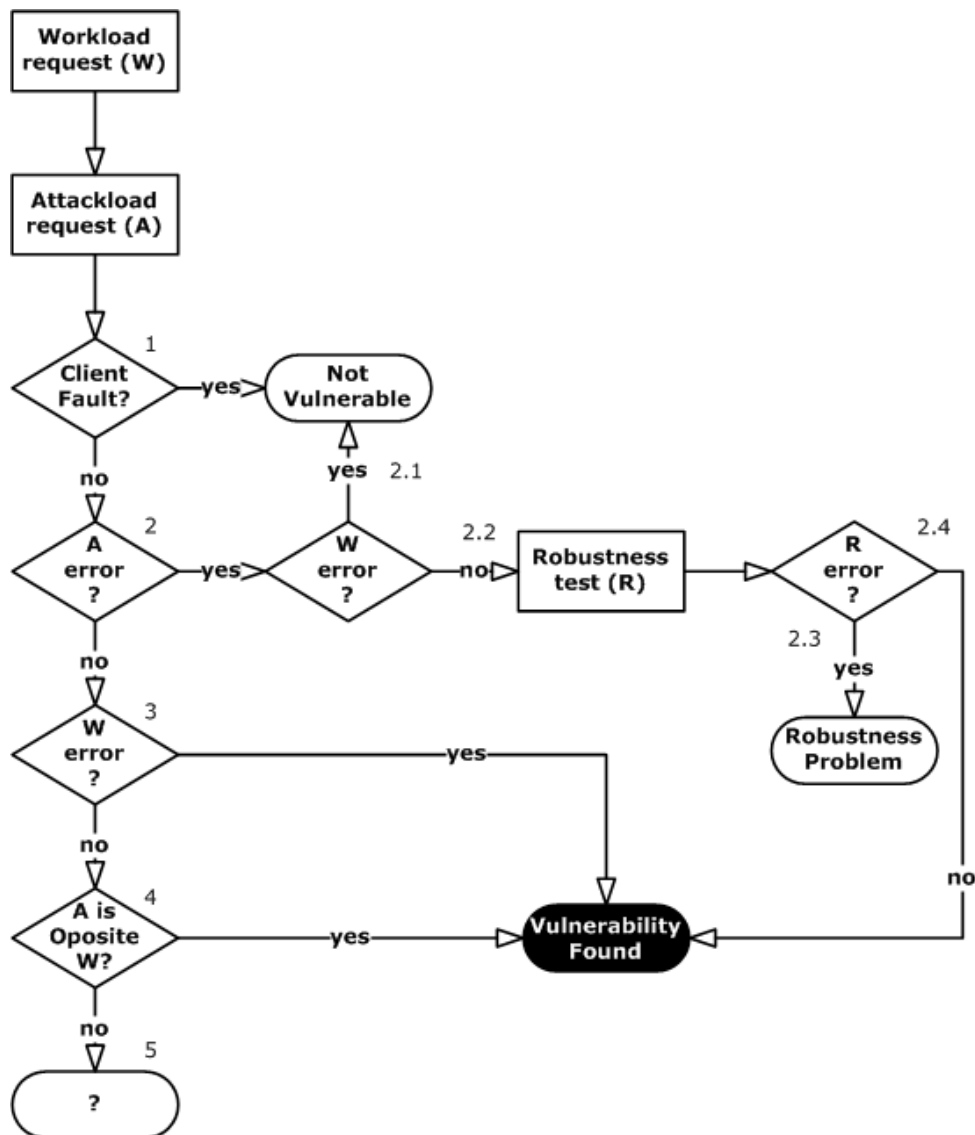 Workload
request (W)
Attackload
request (A)
1
Client
Fault?
yes
Not
Vulnerable
no
yes
2.1
2
A
error
?
yes
W
error
?
2.2
no
Robustness
test (R)
R
error
?
2.4
2.3
yes
no
3
W
error
?
yes
Robustness
Problem
no
no
4
A is
Oposite
W?
yes
Vulnerability
Found
no
5
?